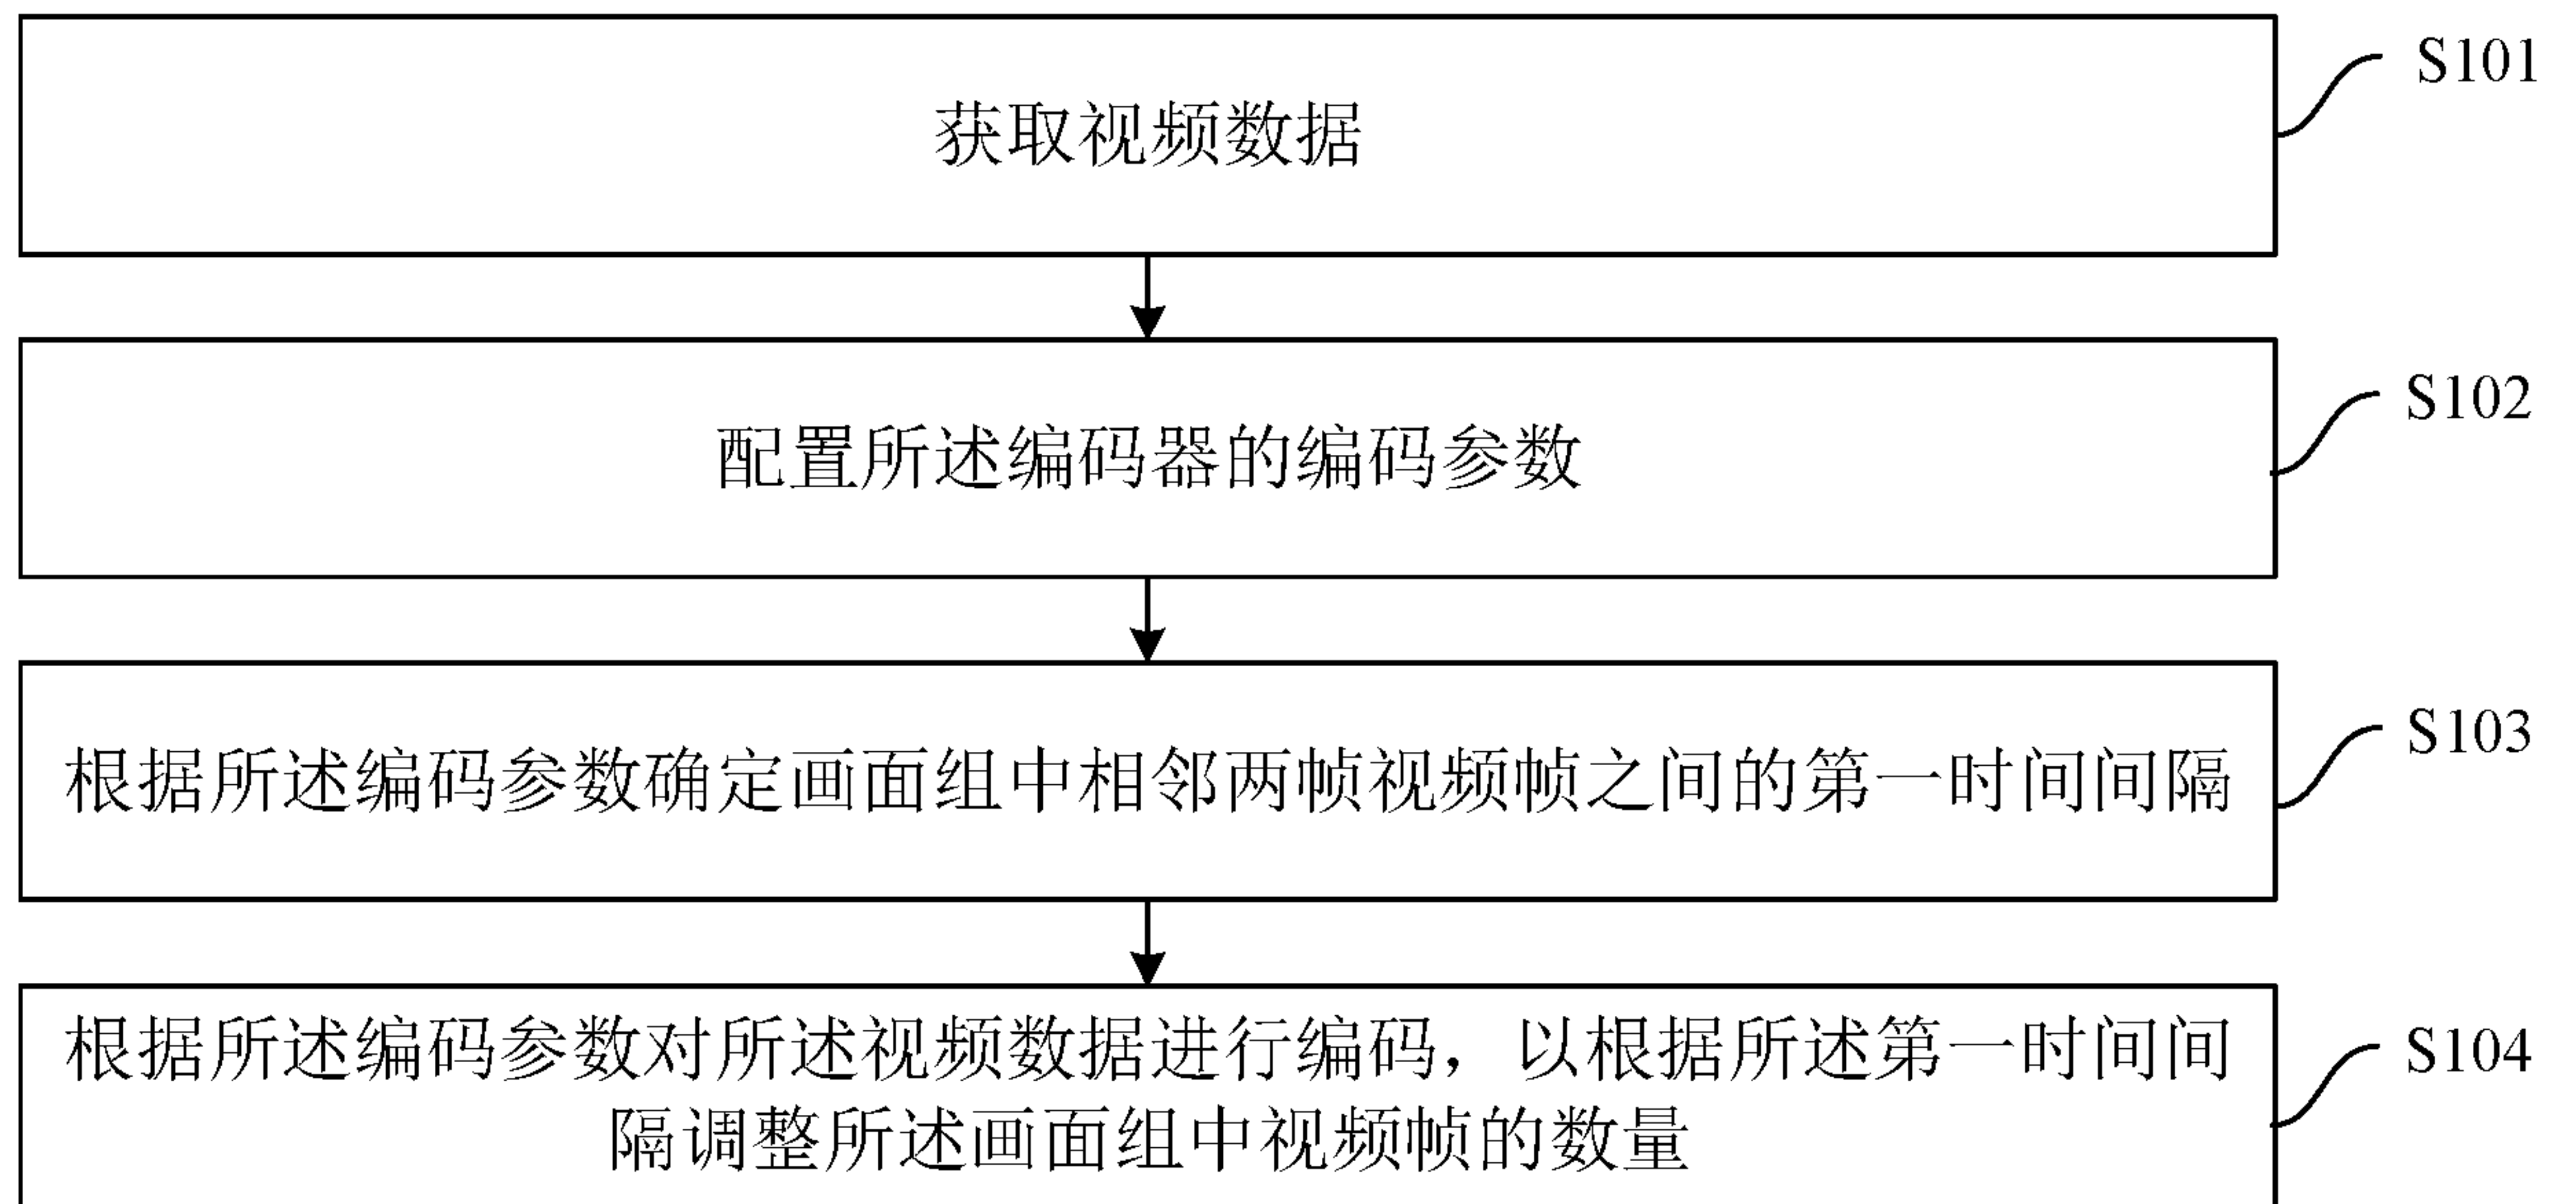 获取视频数据
S101
配置所述编码器的编码参数
S102
根据所述编码参数确定画面组中相邻两帧视频帧之间的第一时间间隔
S103
根据所述编码参数对所述视频数据进行编码，以根据所述第一时间间
隔调整所述画面组中视频帧的数量
S104